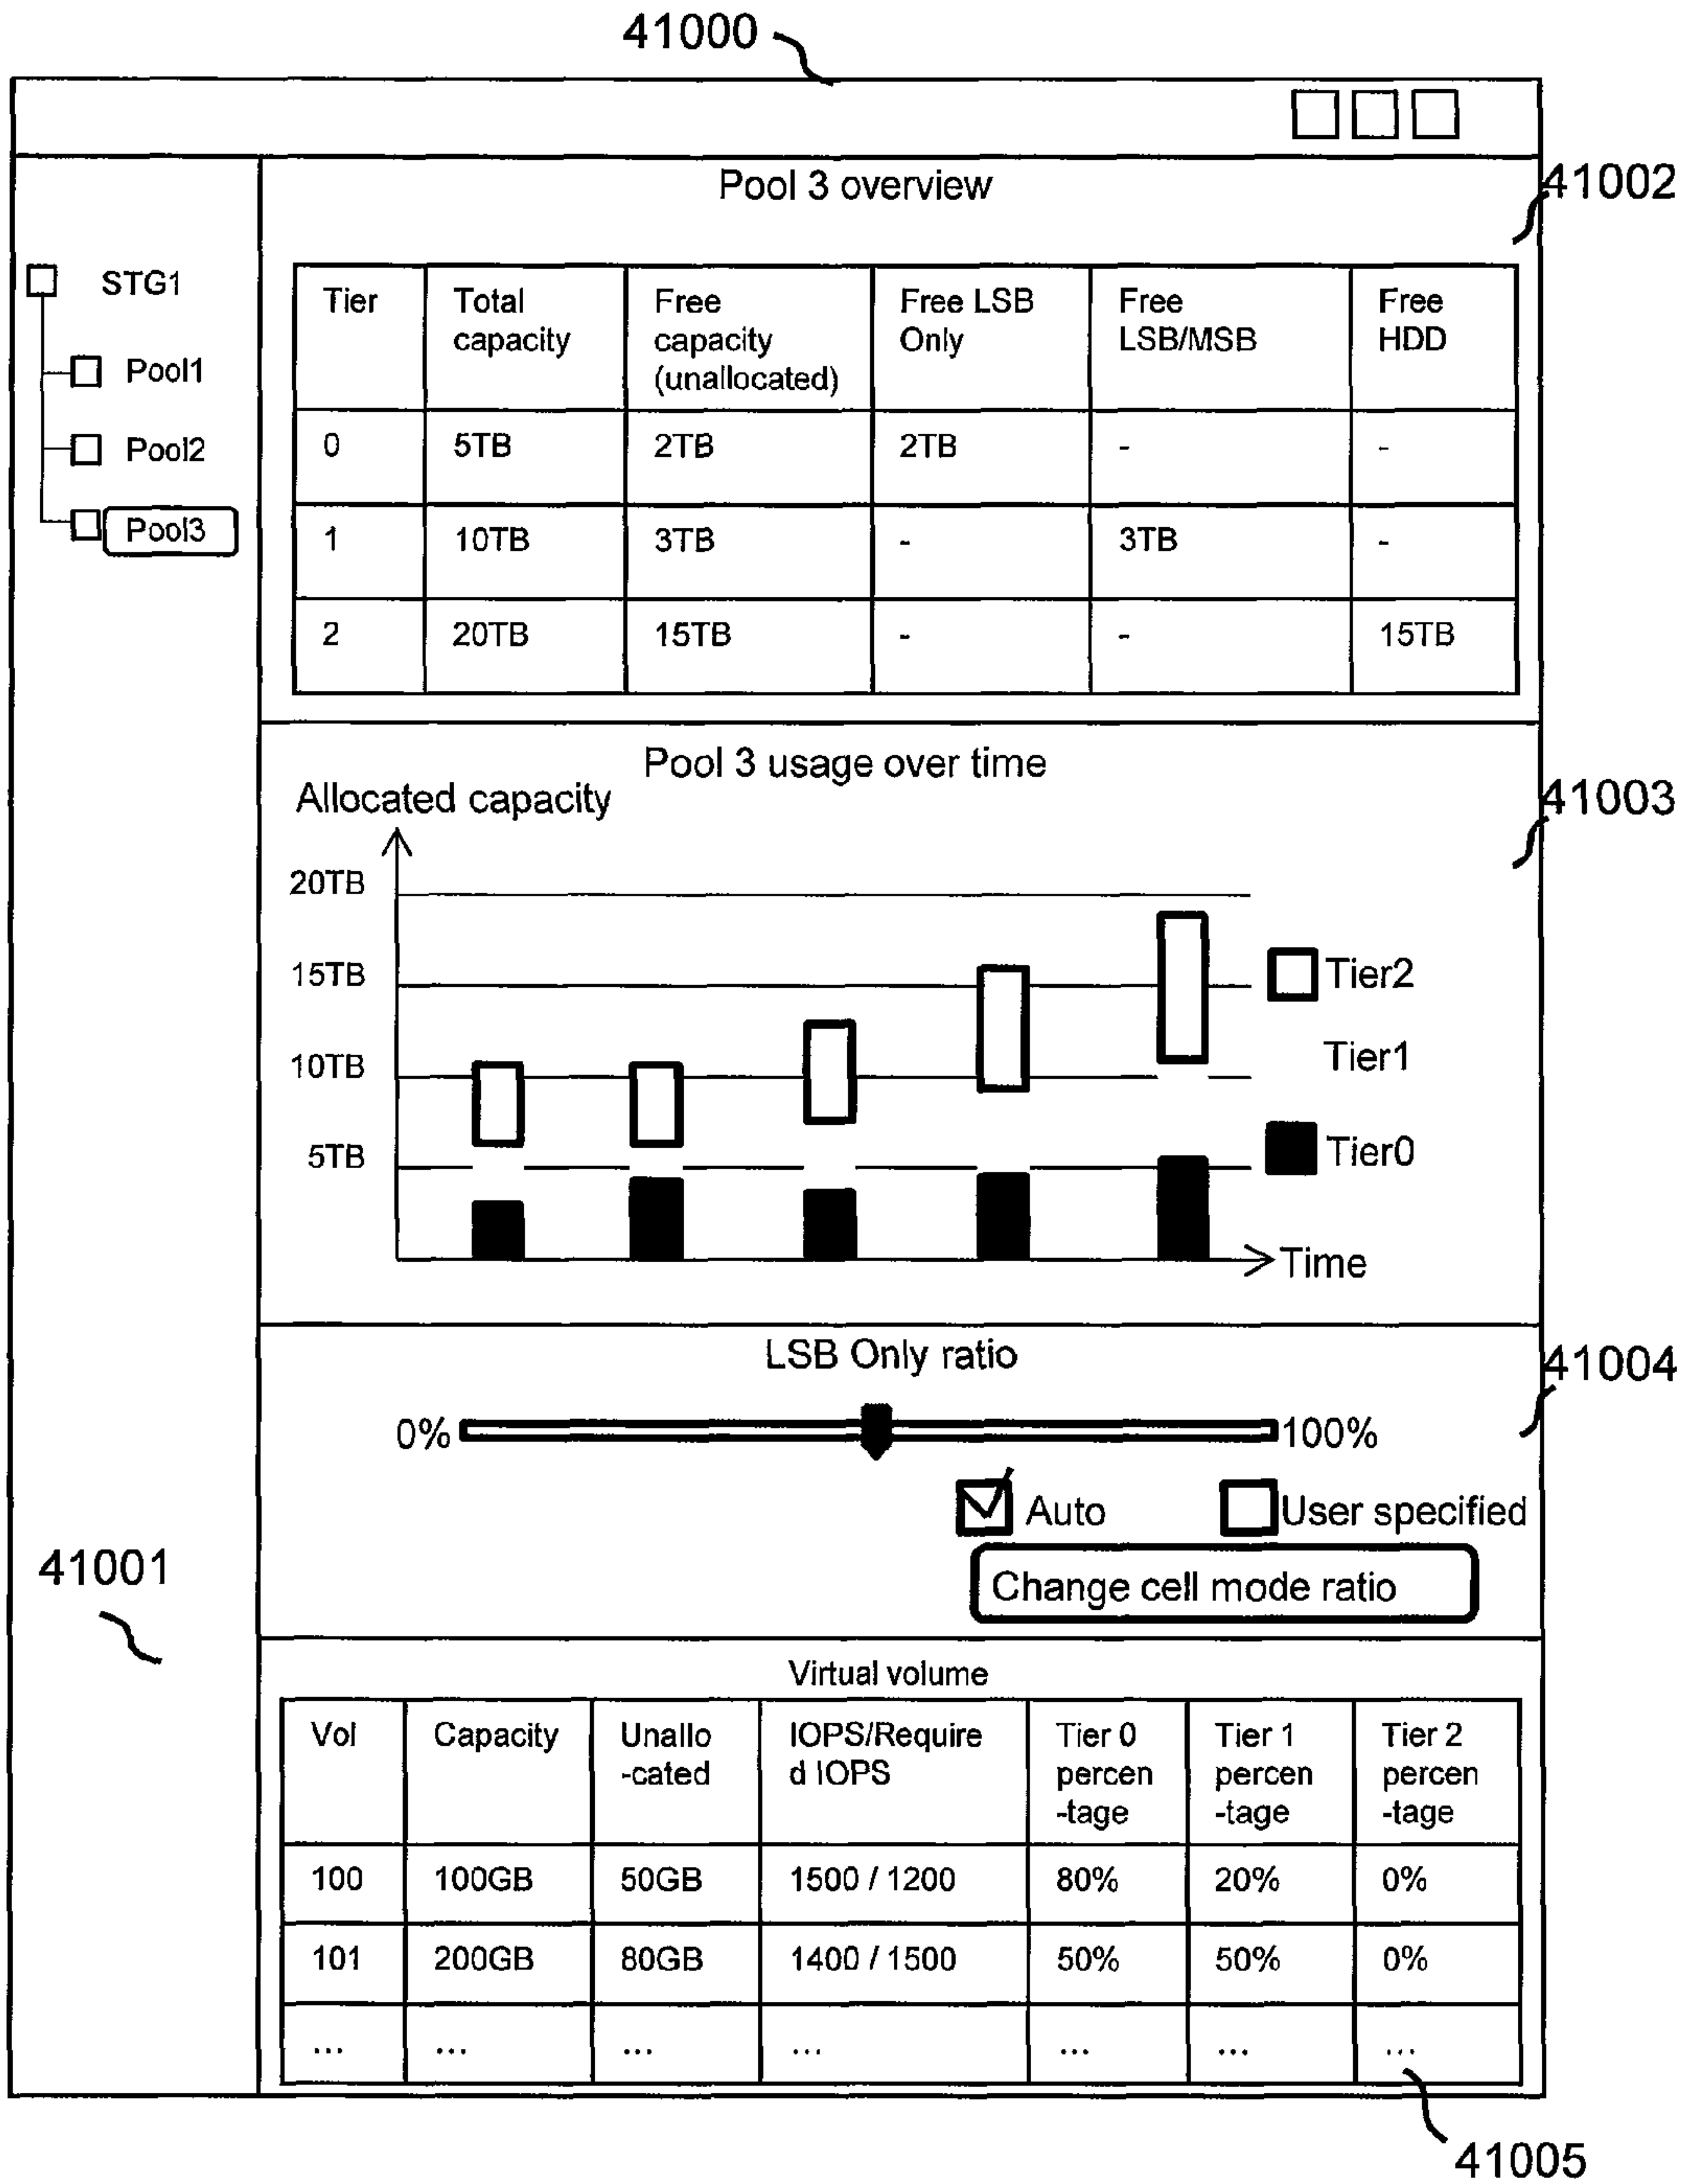 41000
Pool 3 overview
41002
STG1
Pool1
Pool2
Pool3
Tier Total capacity Free capacity (unallocated) Free LSB Only Free LSB/MSB Free HDD
0 5TB 2TB 2TB - -
1 10TB 3TB - 3TB -
2 20TB 15TB - - 15TB
Pool 3 usage over time
41003
Allocated capacity
20TB
15TB
10TB
5TB
Tier2
Tier1
Tier0
Time
LSB Only ratio
41004
0% 100%
Auto User specified
Change cell mode ratio
41001
Virtual volume
Vol Capacity Unallo -cated IOPS/Require d IOPS Tier 0 percen -tage Tier 1 percen -tage Tier 2 percen -tage
100 100GB 50GB 1500 / 1200 80% 20% 0%
101 200GB 80GB 1400 / 1500 50% 50% 0%
... ... ... ... ... ... ...
41005